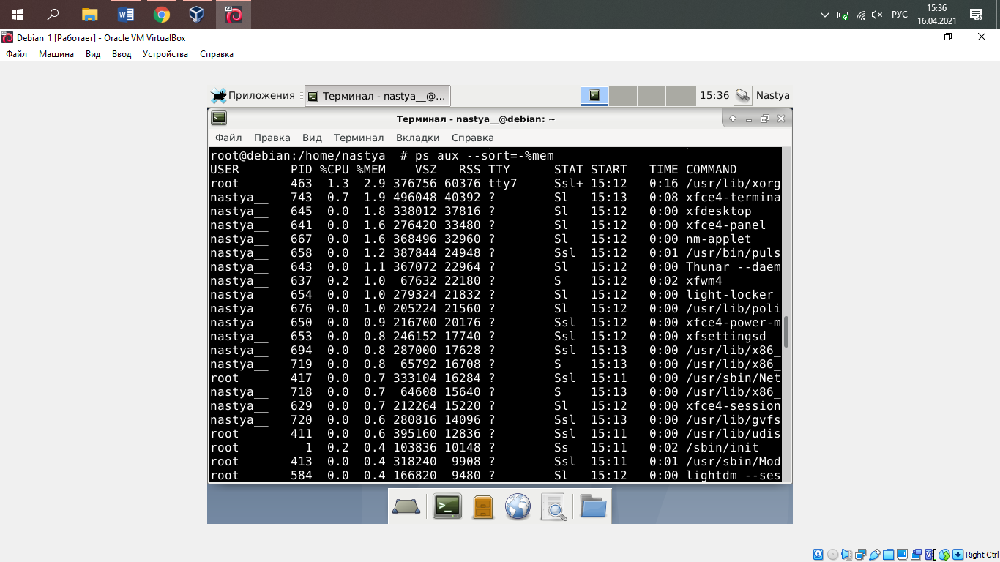 РУС
15:36
16.04.2021
Debian_1 [Работает] - Oracle VM VirtualBox
Файл Машина Вид Ввод Устройства Справка
Приложения Терминал - nastya__@... 15:36 Nastya
Терминал - nastya__@debian: ~
Файл Правка Вид Терминал Вкладки Справка
root@debian:/home/nastya__# ps aux --sort=-%mem
USER       PID %CPU %MEM    VSZ   RSS TTY      STAT START   TIME COMMAND
root       463  1.3  2.9 376756 60376 tty7     Ssl+ 15:12   0:16 /usr/lib/xorg
nastya__   743  0.7  1.9 496048 40392 ?        Sl   15:13   0:08 xfce4-termina
nastya__   645  0.0  1.8 338012 37816 ?        Sl   15:12   0:00 xfdesktop
nastya__   641  0.0  1.6 276420 33480 ?        Sl   15:12   0:00 xfce4-panel
nastya__   667  0.0  1.6 368496 32960 ?        Sl   15:12   0:00 nm-applet
nastya__   658  0.0  1.2 387844 24948 ?        Ssl  15:12   0:01 /usr/bin/puls
nastya__   643  0.0  1.1 367072 22964 ?        Sl   15:12   0:00 Thunar --daem
nastya__   637  0.2  1.0  67632 22180 ?        S    15:12   0:02 xfwm4
nastya__   654  0.0  1.0 279324 21832 ?        Sl   15:12   0:00 light-locker
nastya__   676  0.0  1.0 205224 21560 ?        Sl   15:12   0:00 /usr/lib/poli
nastya__   650  0.0  0.9 216700 20176 ?        Ssl  15:12   0:00 xfce4-power-m
nastya__   653  0.0  0.8 246152 17740 ?        Ssl  15:12   0:00 xfsettingsd
nastya__   694  0.0  0.8 287000 17628 ?        Ssl  15:13   0:00 /usr/lib/x86_
nastya__   719  0.0  0.8  65792 16708 ?        S    15:13   0:00 /usr/lib/x86_
root       417  0.0  0.7 333104 16284 ?        Ssl  15:11   0:00 /usr/sbin/Net
nastya__   718  0.0  0.7  64608 15640 ?        S    15:13   0:00 /usr/lib/x86_
nastya__   629  0.0  0.7 212264 15220 ?        Sl   15:12   0:00 xfce4-session
nastya__   720  0.0  0.6 280816 14096 ?        Ssl  15:13   0:00 /usr/lib/gvfs
root       411  0.0  0.6 395160 12836 ?        Ssl  15:11   0:00 /usr/lib/udis
root         1  0.2  0.4 103836 10148 ?        Ss   15:11   0:02 /sbin/init
root       413  0.0  0.4 318240  9908 ?        Ssl  15:11   0:01 /usr/sbin/Mod
root       584  0.0  0.4 166820  9480 ?        Sl   15:12   0:00 lightdm --ses
Right Ctrl